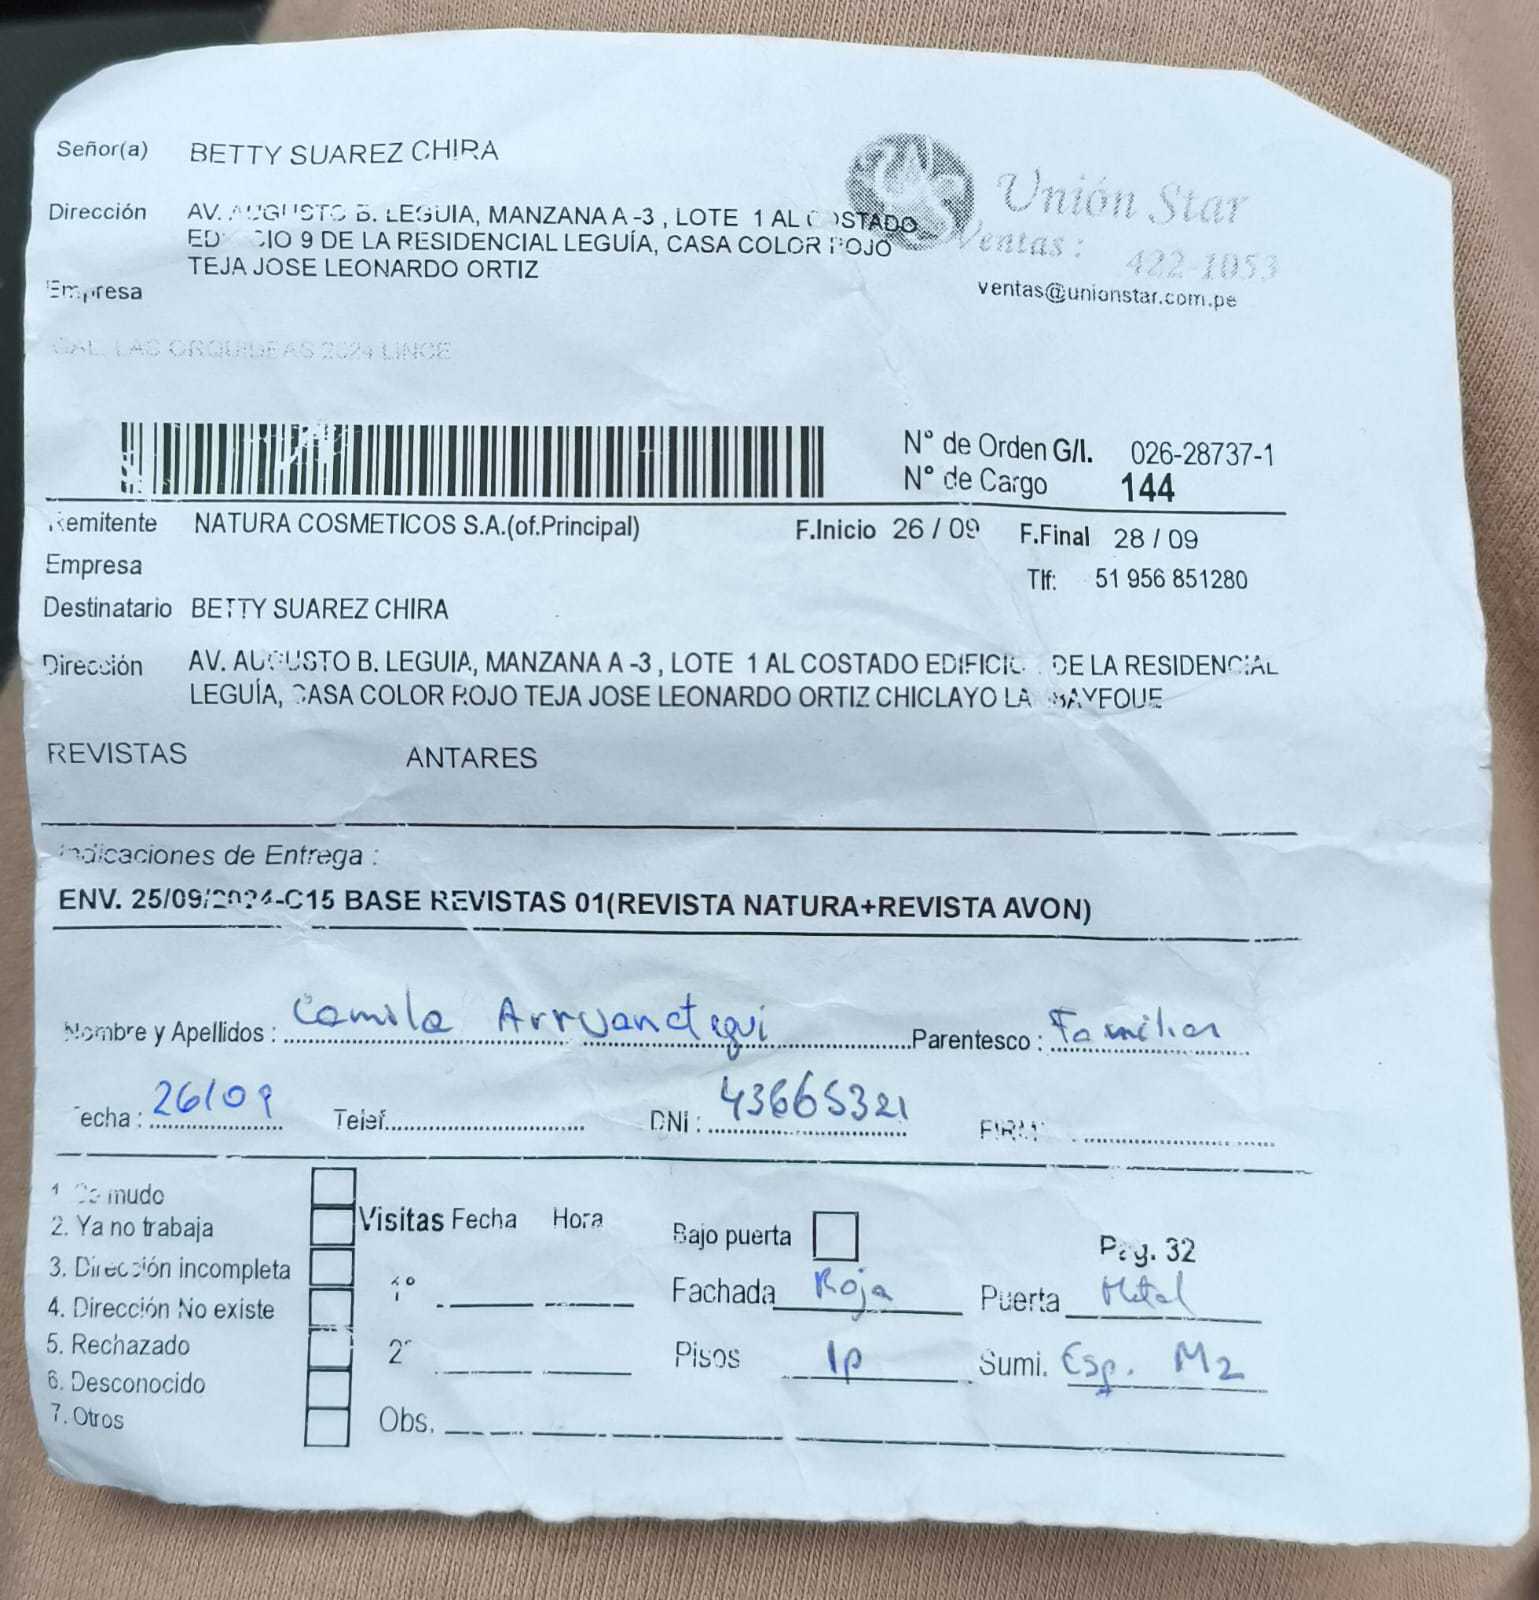 Señor(a) BETTY SUAREZ CHIRA
Unión Star
Dirección AV. AUGUSTO B. LEGUIA, MANZANA A -3 , LOTE 1 AL COSTADO
Ventas : 422-1053
EDIFICIO 9 DE LA RESIDENCIAL LEGUÍA, CASA COLOR ROJO
TEJA JOSE LEONARDO ORTIZ
ventas@unionstar.com.pe
Empresa
CAL. LAS ORQUIDEAS 2024 LINCE
N° de Orden G/I. 026-28737-1
N° de Cargo 144
Remitente NATURA COSMETICOS S.A.(of.Principal) F.Inicio 26 / 09 F.Final 28 / 09
Empresa Tlf: 51 956 851280
Destinatario BETTY SUAREZ CHIRA
Dirección AV. AUGUSTO B. LEGUIA, MANZANA A -3 , LOTE 1 AL COSTADO EDIFICIO DE LA RESIDENCIAL
LEGUÍA, CASA COLOR ROJO TEJA JOSE LEONARDO ORTIZ CHICLAYO LAMBAYEQUE
REVISTAS ANTARES
Indicaciones de Entrega :
ENV. 25/09/2024-C15 BASE REVISTAS 01(REVISTA NATURA+REVISTA AVON)
Nombre y Apellidos : Camila Arruanctegui Parentesco : Familiar
Fecha : 26/09 Telef. DNI : 43665321 FIRMA
1. Se mudo
2. Ya no trabaja Visitas Fecha Hora Bajo puerta Pag. 32
3. Dirección incompleta 1° Fachada Roja Puerta Metal
4. Dirección No existe
5. Rechazado 2° Pisos 1p Sumi. Esp. M2
6. Desconocido
7. Otros Obs.